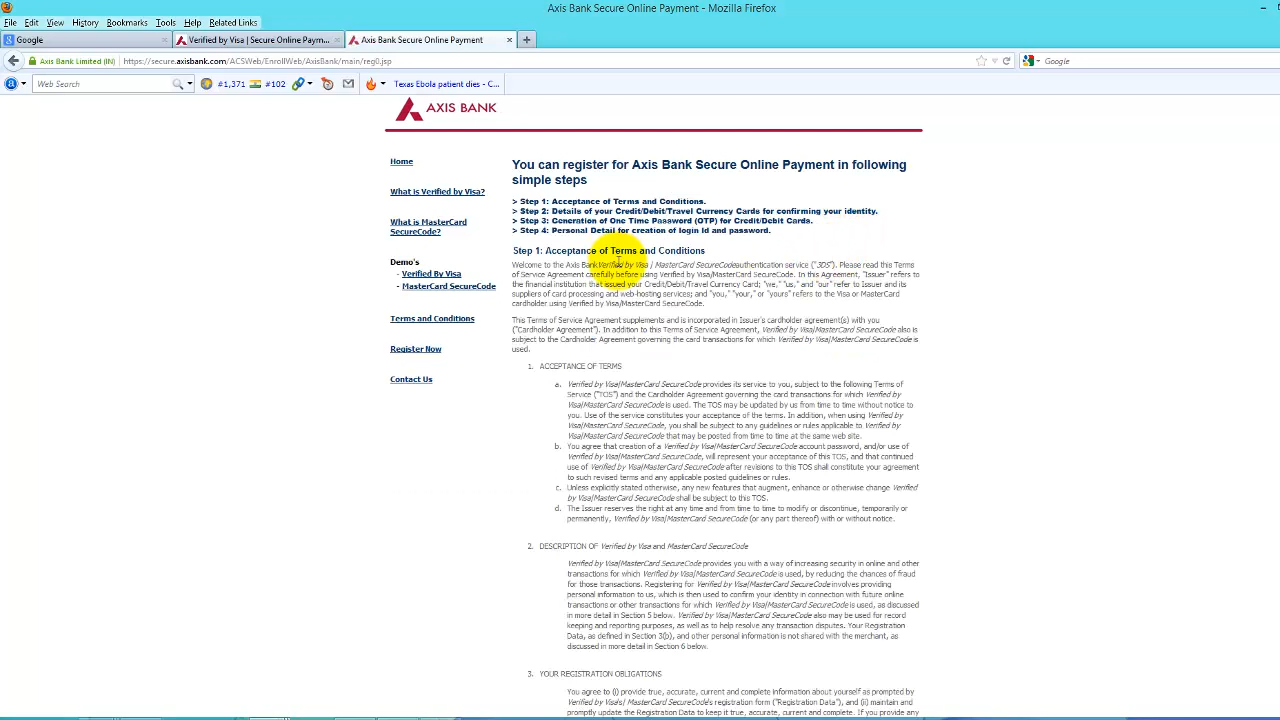 Axis Bank Secure Online Payment - Mozilla Firefox
File Edit View History Bookmarks Tools Help Related Links
Google
Verified by Visa | Secure Online Paym...
Axis Bank Secure Online Payment
Axis Bank Limited (IN) https://secure.axisbank.com/ACSWeb/EnrollWeb/AxisBank/main/reg0.jsp
Google
Web Search
#1,371 #102
Texas Ebola patient dies - C...
AXIS BANK
Home
What is Verified by Visa?
What is MasterCard
SecureCode?
Demo's
- Verified By Visa
- MasterCard SecureCode
Terms and Conditions
Register Now
Contact Us
You can register for Axis Bank Secure Online Payment in following
simple steps
> Step 1: Acceptance of Terms and Conditions.
> Step 2: Details of your Credit/Debit/Travel Currency Cards for confirming your identity.
> Step 3: Generation of One Time Password (OTP) for Credit/Debit Cards.
> Step 4: Personal Detail for creation of login Id and password.
Step 1: Acceptance of Terms and Conditions
Welcome to the Axis BankVerified by Visa / MasterCard SecureCodeauthentication service ("3DS"). Please read this Terms
of Service Agreement carefully before using Verified by Visa/MasterCard SecureCode. In this Agreement, "Issuer" refers to
the financial institution that issued your Credit/Debit/Travel Currency Card; "we," "us," and "our" refer to Issuer and its
suppliers of card processing and web-hosting services; and "you," "your," or "yours" refers to the Visa or MasterCard
cardholder using Verified by Visa/MasterCard SecureCode.
This Terms of Service Agreement supplements and is incorporated in Issuer's cardholder agreement(s) with you
("Cardholder Agreement"). In addition to this Terms of Service Agreement, Verified by Visa/MasterCard SecureCode also is
subject to the Cardholder Agreement governing the card transactions for which Verified by Visa/MasterCard SecureCode is
used.
1. ACCEPTANCE OF TERMS
a. Verified by Visa/MasterCard SecureCode provides its service to you, subject to the following Terms of
Service ("TOS") and the Cardholder Agreement governing the card transactions for which Verified by
Visa/MasterCard SecureCode is used. The TOS may be updated by us from time to time without notice to
you. Use of the service constitutes your acceptance of the terms. In addition, when using Verified by
Visa/MasterCard SecureCode, you shall be subject to any guidelines or rules applicable to Verified by
Visa/MasterCard SecureCode that may be posted from time to time at the same web site.
b. You agree that creation of a Verified by Visa/MasterCard SecureCode account password, and/or use of
Verified by Visa/MasterCard SecureCode, will represent your acceptance of this TOS, and that continued
use of Verified by Visa/MasterCard SecureCode after revisions to this TOS shall constitute your agreement
to such revised terms and any applicable posted guidelines or rules.
c. Unless explicitly stated otherwise, any new features that augment, enhance or otherwise change Verified
by Visa/MasterCard SecureCode shall be subject to this TOS.
d. The Issuer reserves the right at any time and from time to time to modify or discontinue, temporarily or
permanently, Verified by Visa/MasterCard SecureCode (or any part thereof) with or without notice.
2. DESCRIPTION OF Verified by Visa and MasterCard SecureCode
Verified by Visa/MasterCard SecureCode provides you with a way of increasing security in online and other
transactions for which Verified by Visa/MasterCard SecureCode is used, by reducing the chances of fraud
for those transactions. Registering for Verified by Visa/MasterCard SecureCode involves providing
personal information to us, which is then used to confirm your identity in connection with future online
transactions or other transactions for which Verified by Visa/MasterCard SecureCode is used, as discussed
in more detail in Section 5 below. Verified by Visa/MasterCard SecureCode also may be used for record
keeping and reporting purposes, as well as to help resolve any transaction disputes. Your Registration
Data, as defined in Section 3(b), and other personal information is not shared with the merchant, as
discussed in more detail in Section 6 below.
3. YOUR REGISTRATION OBLIGATIONS
You agree to (i) provide true, accurate, current and complete information about yourself as prompted by
Verified by Visa's/ MasterCard SecureCode's registration form ("Registration Data"), and (ii) maintain and
promptly update the Registration Data to keep it true, accurate, current and complete. If you provide any